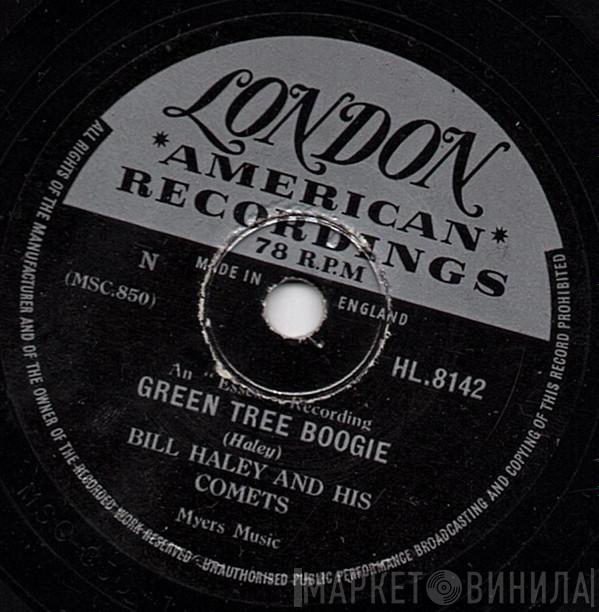 LONDON
*AMERICAN*
RECORDINGS
78 R.P.M
N
MADE IN
ENGLAND
(MSC.850)
HL.8142
An "Essex" Recording
GREEN TREE BOOGIE
(Haley)
BILL HALEY AND HIS
COMETS
Myers Music
ALL RIGHTS OF THE MANUFACTURER AND OF THE OWNER OF THE RECORDED WORK RESERVED UNAUTHORISED PUBLIC PERFORMANCE BROADCASTING AND COPYING OF THIS RECORD PROHIBITED
МАРКЕТ ВИНИЛА